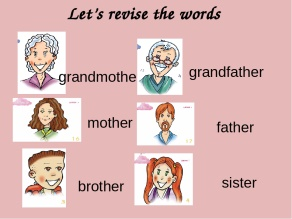 Let's revise the words
grandmothe
grandfather
mother
father
brother
sister